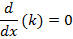 d/dx (k) = 0